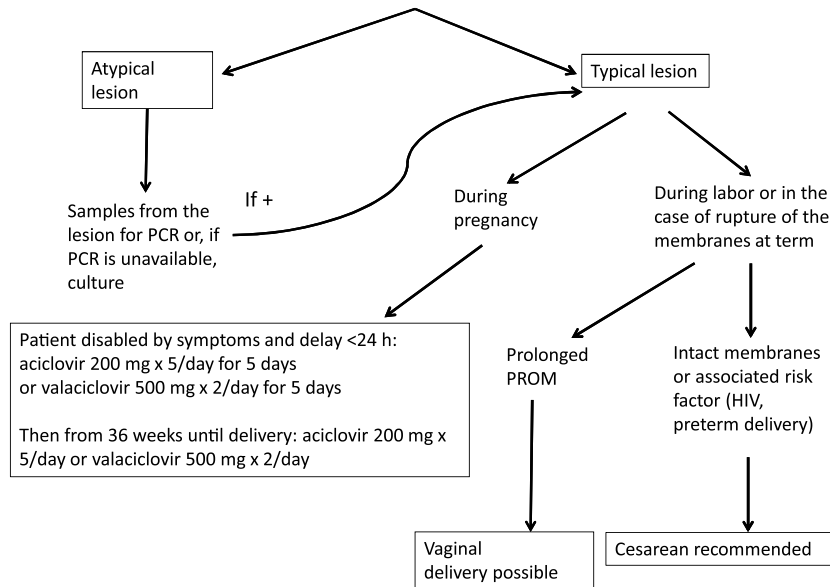 Atypical
lesion
Typical lesion
If +
Samples from the
lesion for PCR or, if
PCR is unavailable,
culture
During
pregnancy
During labor or in the
case of rupture of the
membranes at term
Patient disabled by symptoms and delay <24 h:
aciclovir 200 mg x 5/day for 5 days
or valaciclovir 500 mg x 2/day for 5 days
Then from 36 weeks until delivery: aciclovir 200 mg x
5/day or valaciclovir 500 mg x 2/day
Prolonged
PROM
Intact membranes
or associated risk
factor (HIV,
preterm delivery)
Vaginal
delivery possible
Cesarean recommended